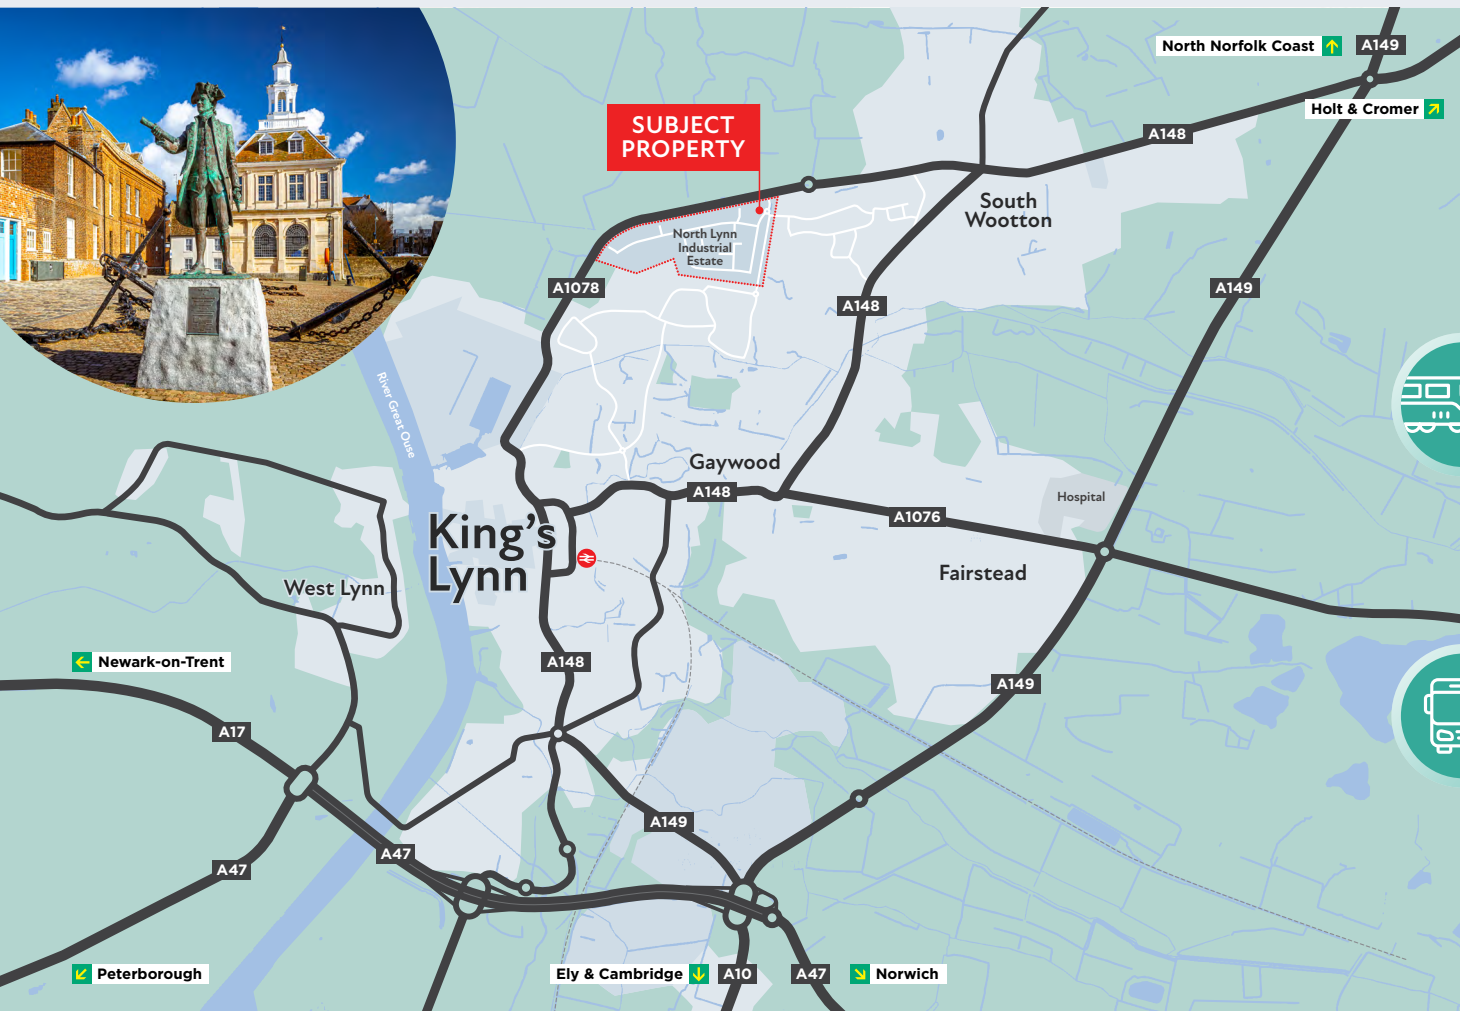 North Norfolk Coast
A149
Holt & Cromer
SUBJECT
PROPERTY
A148
South
Wootton
North Lynn
Industrial
Estate
A1078
A148
A149
River Great Ouse
Gaywood
A148
Hospital
A1076
King's
Lynn
Fairstead
West Lynn
Newark-on-Trent
A148
A149
A17
A149
A47
A47
Peterborough
Ely & Cambridge
A10
A47
Norwich